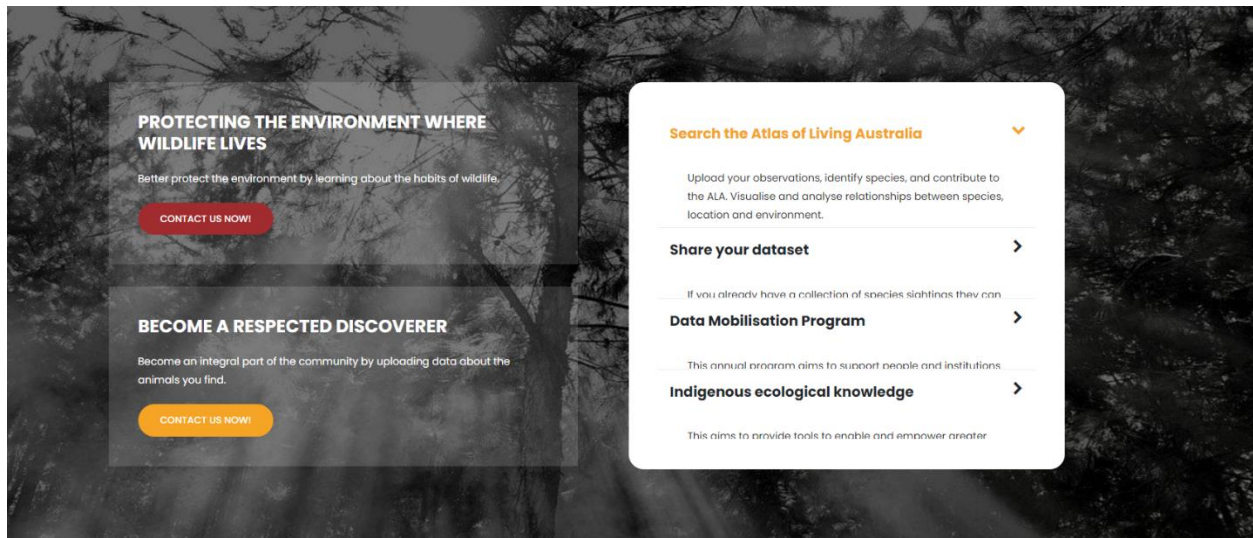 PROTECTING THE ENVIRONMENT WHERE
WILDLIFE LIVES
Better protect the environment by learning about the habits of wildlife.
CONTACT US NOW!
BECOME A RESPECTED DISCOVERER
Become an integral part of the community by uploading data about the
animals you find.
CONTACT US NOW!
Search the Atlas of Living Australia
Upload your observations, identify species, and contribute to
the ALA. Visualise and analyse relationships between species,
location and environment.
Share your dataset
If you already have a collection of species sightings they can
Data Mobilisation Program
This annual program aims to support people and institutions
Indigenous ecological knowledge
This aims to provide tools to enable and empower greater